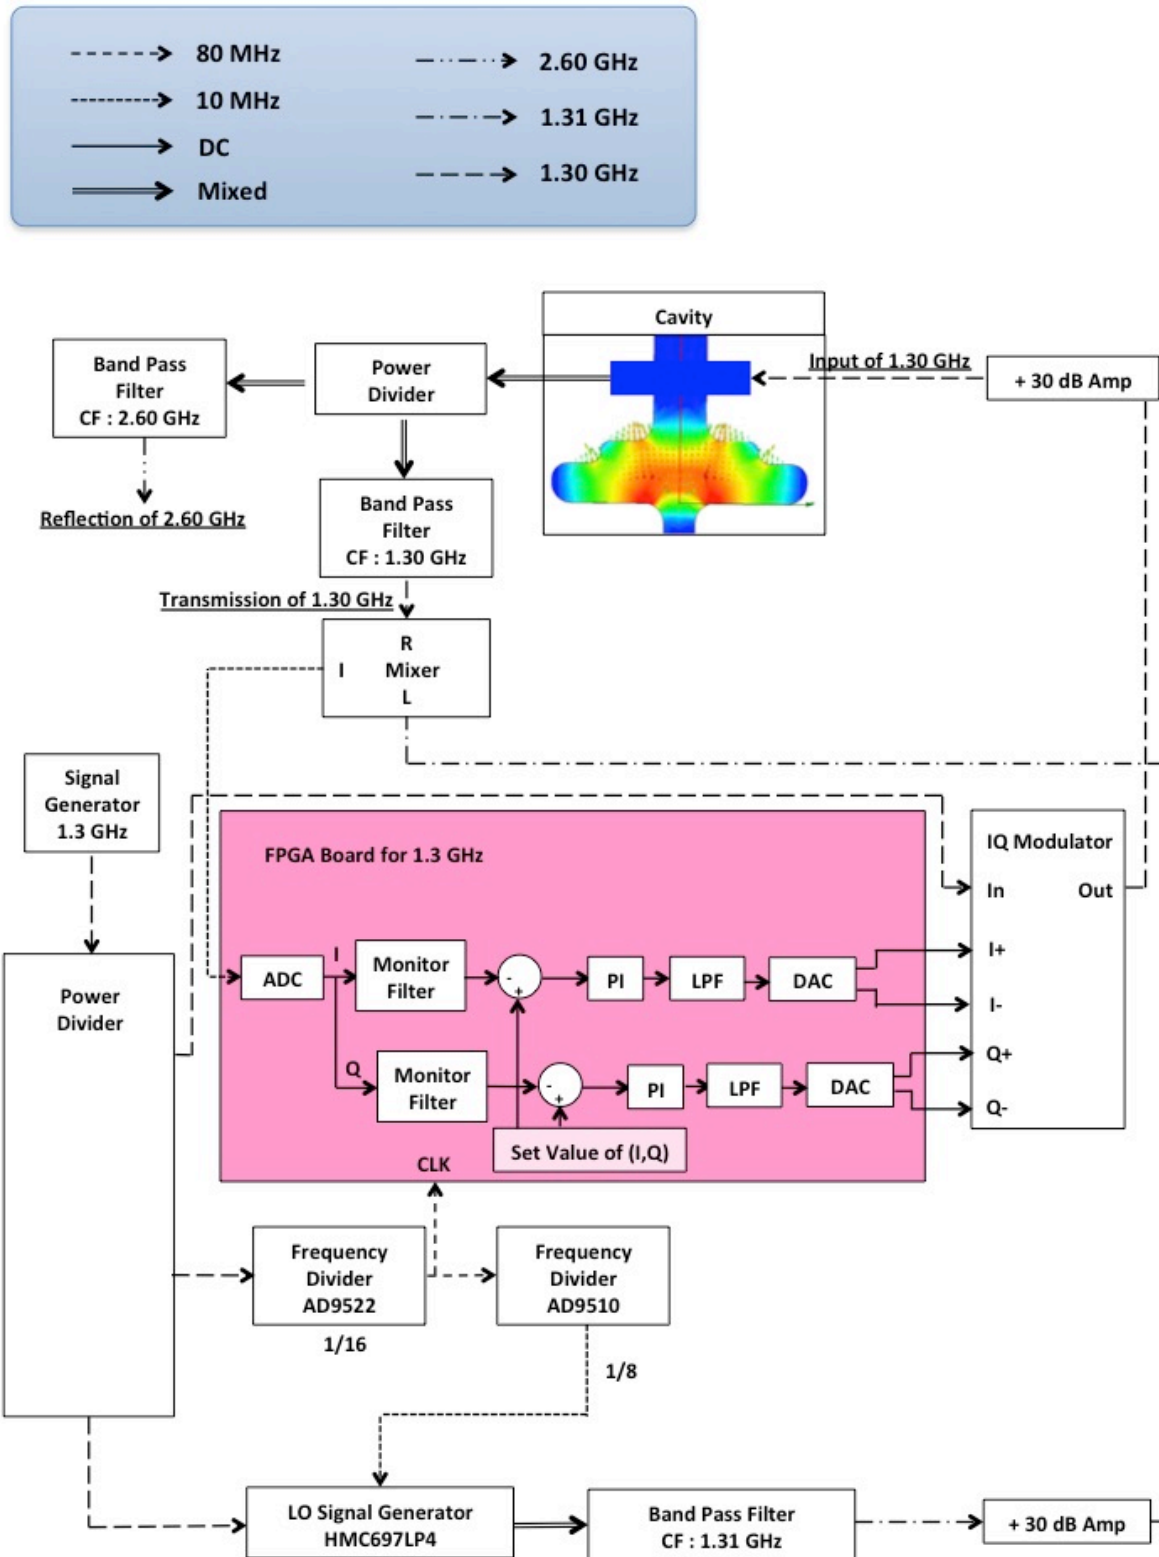 80 MHz
10 MHz
DC
Mixed
2.60 GHz
1.31 GHz
1.30 GHz
Cavity
Band Pass
Filter
CF : 2.60 GHz
Power
Divider
Input of 1.30 GHz
+ 30 dB Amp
Reflection of 2.60 GHz
Band Pass
Filter
CF : 1.30 GHz
Transmission of 1.30 GHz
R
I Mixer
L
Signal
Generator
1.3 GHz
FPGA Board for 1.3 GHz
IQ Modulator
In Out
I+
I-
Q+
Q-
Power
Divider
ADC
I
Monitor
Filter
-
+
PI
LPF
DAC
Q
Monitor
Filter
-
+
PI
LPF
DAC
Set Value of (I,Q)
CLK
Frequency
Divider
AD9522
1/16
Frequency
Divider
AD9510
1/8
LO Signal Generator
HMC697LP4
Band Pass Filter
CF : 1.31 GHz
+ 30 dB Amp